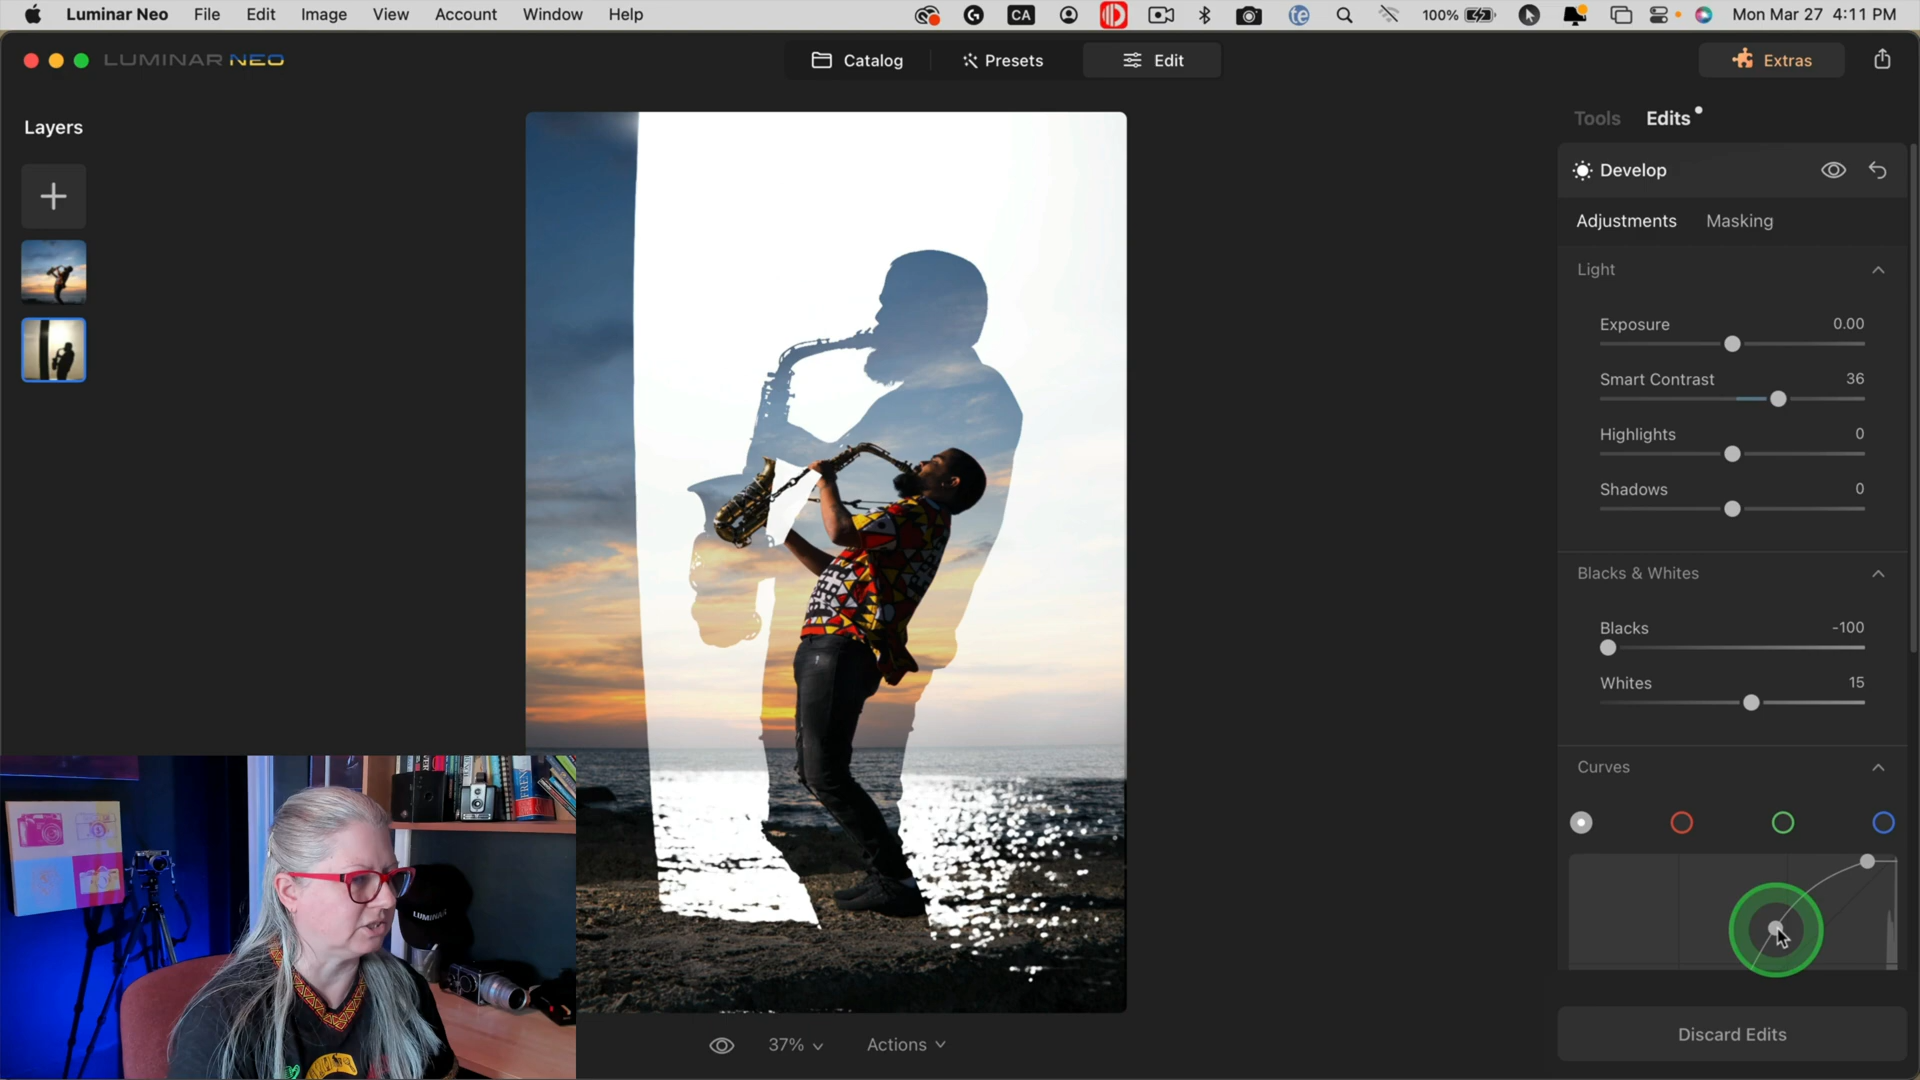 Luminar Neo File Edit Image View Account Window Help CA 100% Mon Mar 27 4:11 PM
LUMINAR NEO Catalog Presets Edit Extras
Layers
Tools Edits
Develop
Adjustments Masking
Light
Exposure 0.00
Smart Contrast 36
Highlights 0
Shadows 0
Blacks & Whites
Blacks -100
Whites 15
Curves
LUMINAR
37% Actions
Discard Edits